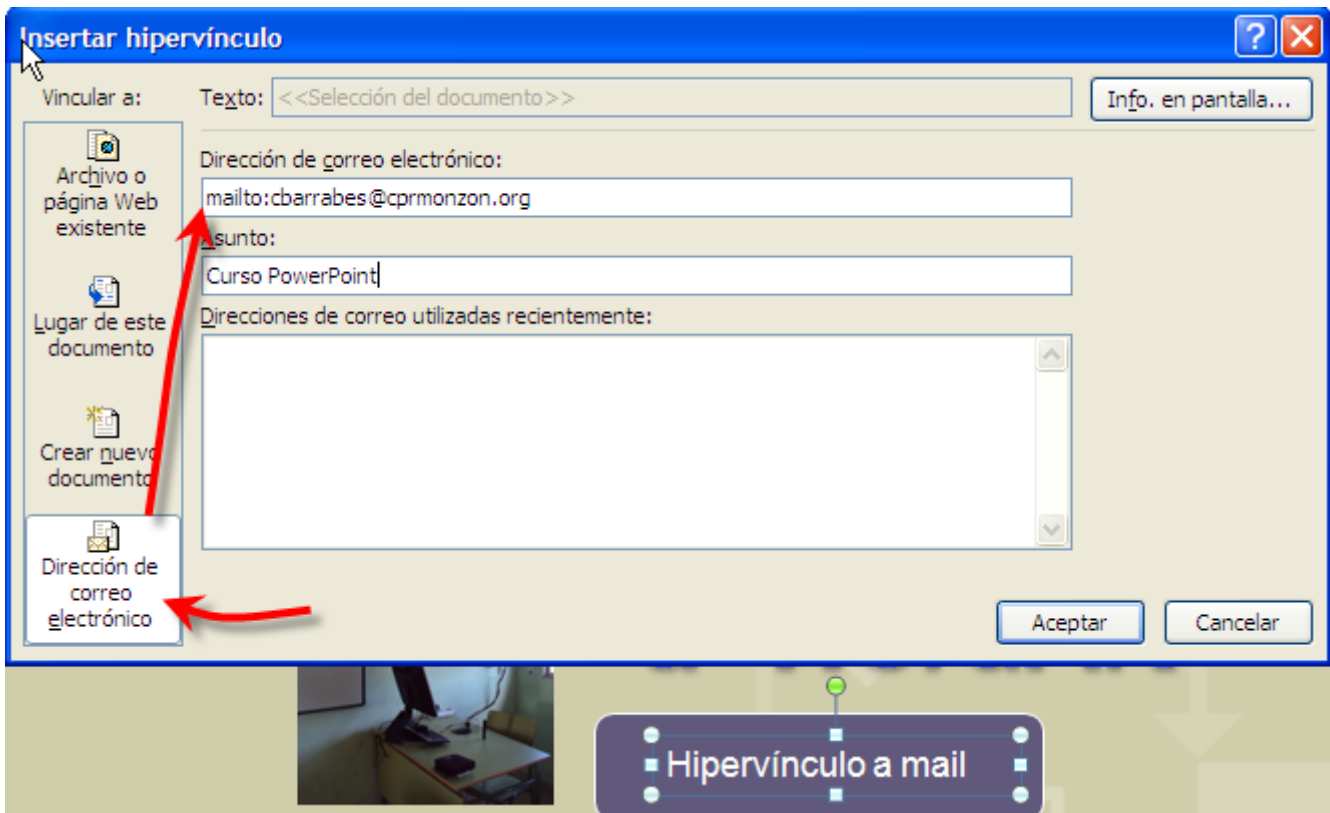 Insertar hipervínculo
Vincular a:
Texto: <<Selección del documento>>
Info. en pantalla...
Archivo o
página Web
existente
Lugar de este
documento
Crear nuevo
documento
Dirección de
correo
electrónico
Dirección de correo electrónico:
mailto:cbarrabes@cprmonzon.org
Asunto:
Curso PowerPoint
Direcciones de correo utilizadas recientemente:
Aceptar
Cancelar
Hipervínculo a mail